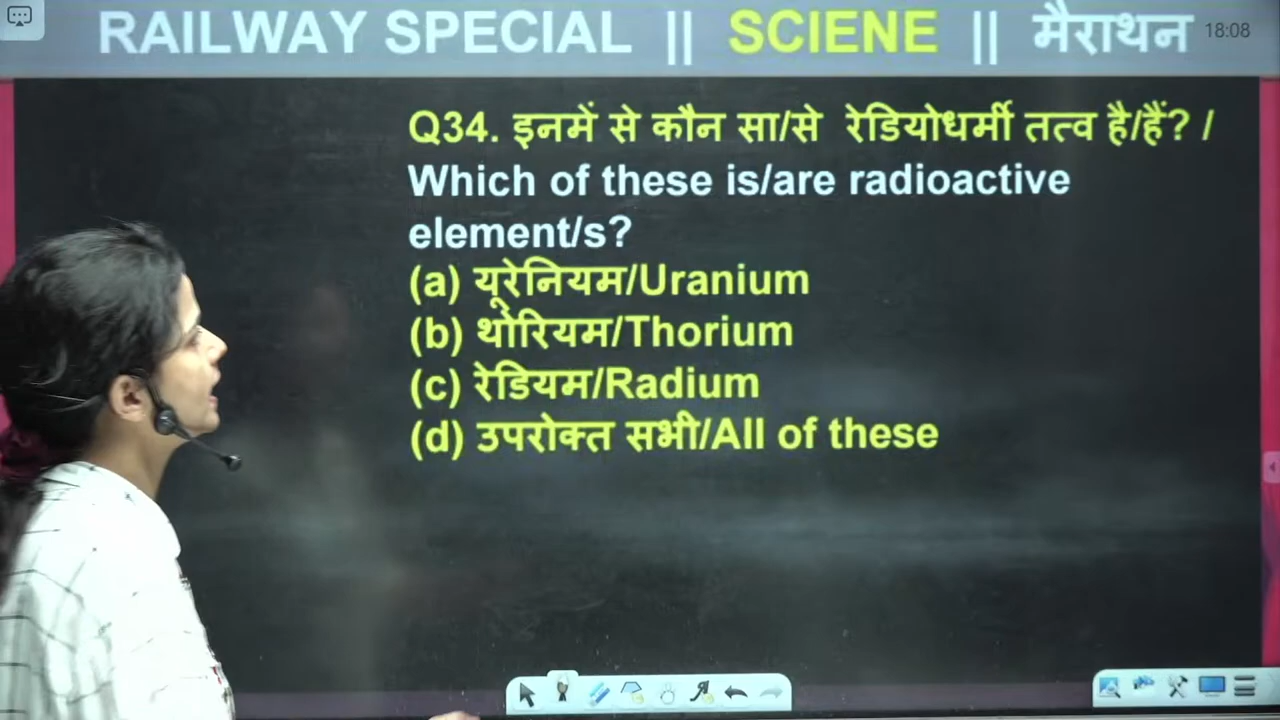 RAILWAY SPECIAL || SCIENE || मैराथन 18:08
Q34. इनमें से कौन सा/से रेडियोधर्मी तत्व है/हैं? /
Which of these is/are radioactive
element/s?
(a) यूरेनियम/Uranium
(b) थोरियम/Thorium
(c) रेडियम/Radium
(d) उपरोक्त सभी/All of these